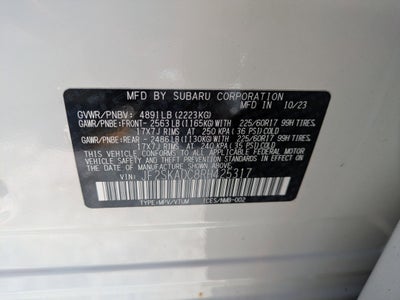 MFD BY SUBARU CORPORATION
MFD IN 10/23
GVWR/PNBV: 4891LB (2223KG)
GAWR/PNBE:FRONT- 2563LB (1165KG) WITH 225/60R17 99H TIRES,
17X7J RIMS AT 250 KPA (36 PSI) COLD
GAWR/PNBE:REAR- 2486LB (1130KG) WITH 225/60R17 99H TIRES,
17X7J RIMS AT 240 KPA (35 PSI) COLD
THIS VEHICLE CONFORMS TO ALL APPLICABLE FEDERAL
MOTOR VEHICLE SAFETY STANDARDS IN EFFECT ON THE
DATE OF MANUFACTURE SHOWN ABOVE.
VIN: JF2SKADC8RH425317
TYPE:MPV/VTUM ICES/NMB-002